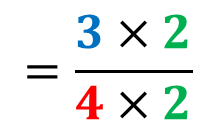 = 3 × 2
4 × 2